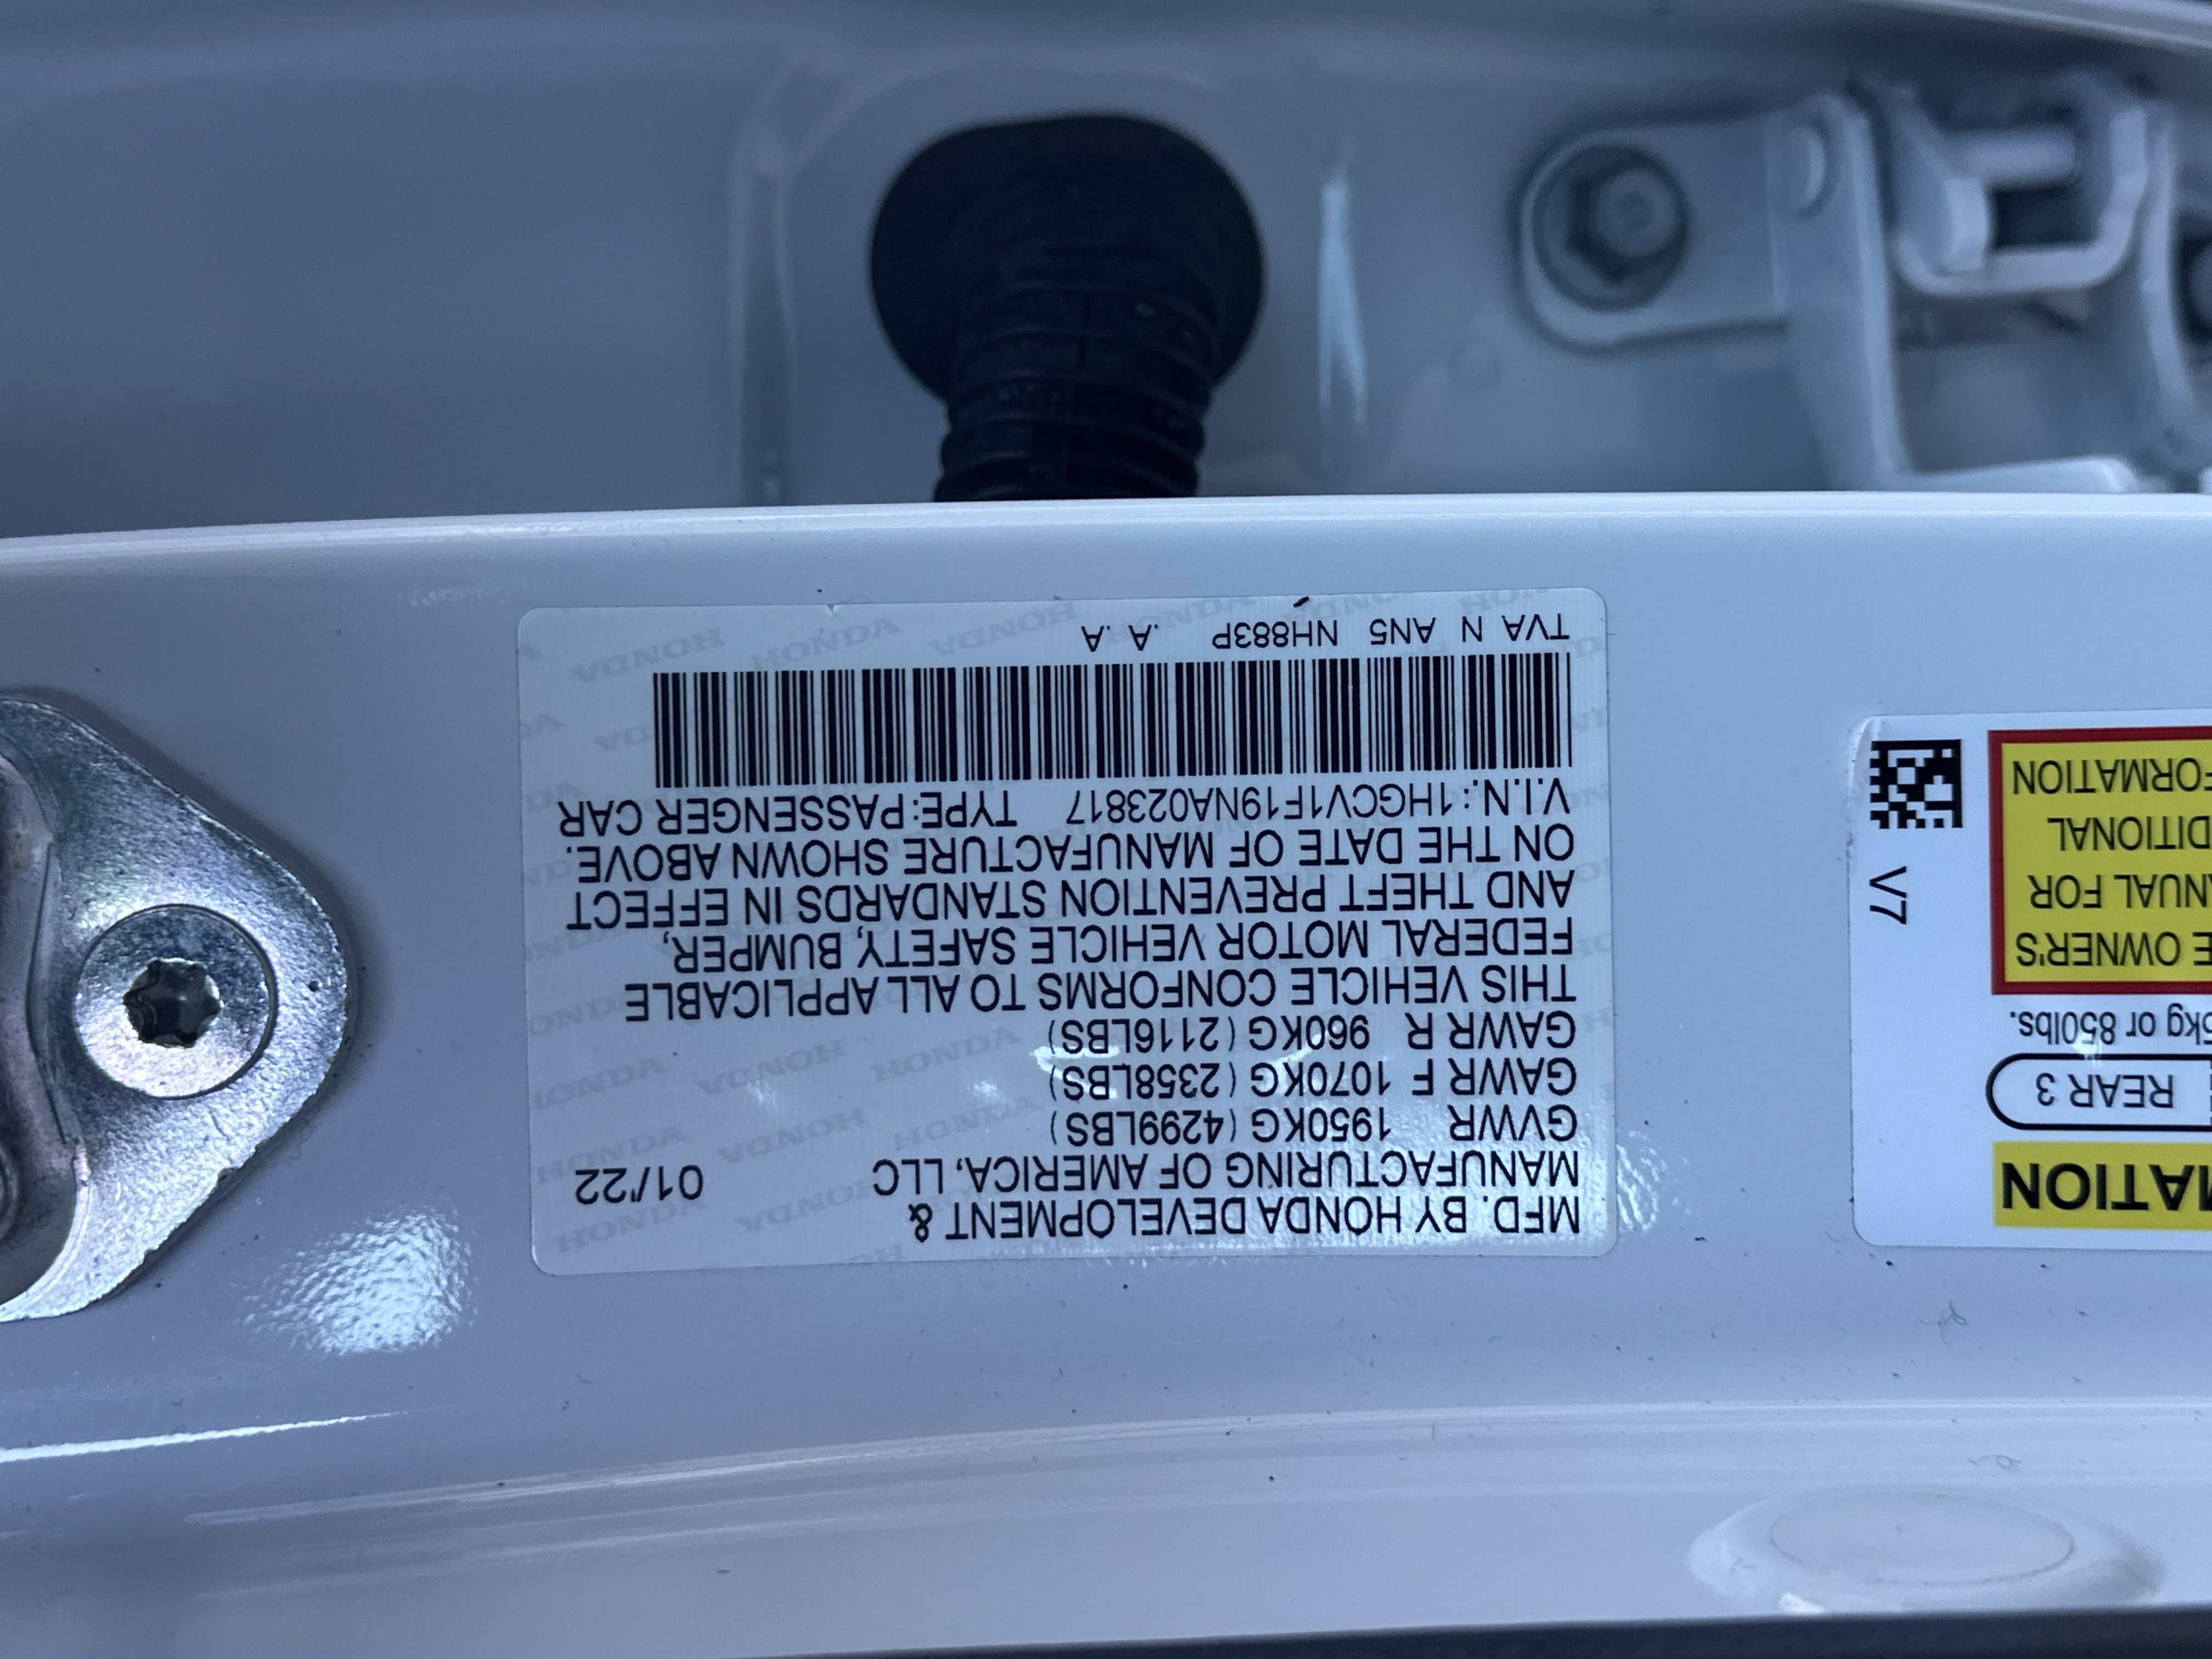 MFD. BY HONDA DEVELOPMENT &
MANUFACTURING OF AMERICA, LLC 01/'22
GVWR 1950KG (4299LBS)
GAWR F 1070KG (2358LBS)
GAWR R 960KG (2116LBS)
THIS VEHICLE CONFORMS TO ALL APPLICABLE
FEDERAL MOTOR VEHICLE SAFETY, BUMPER,
AND THEFT PREVENTION STANDARDS IN EFFECT
ON THE DATE OF MANUFACTURE SHOWN ABOVE.
V.I.N.: 1HGCV1F19NA023817 TYPE: PASSENGER CAR
TVA N AN5 NH883P .A .A
MATION
REAR 3
5kg or 850lbs.
E OWNER'S
ANUAL FOR
DITIONAL
FORMATION
V7